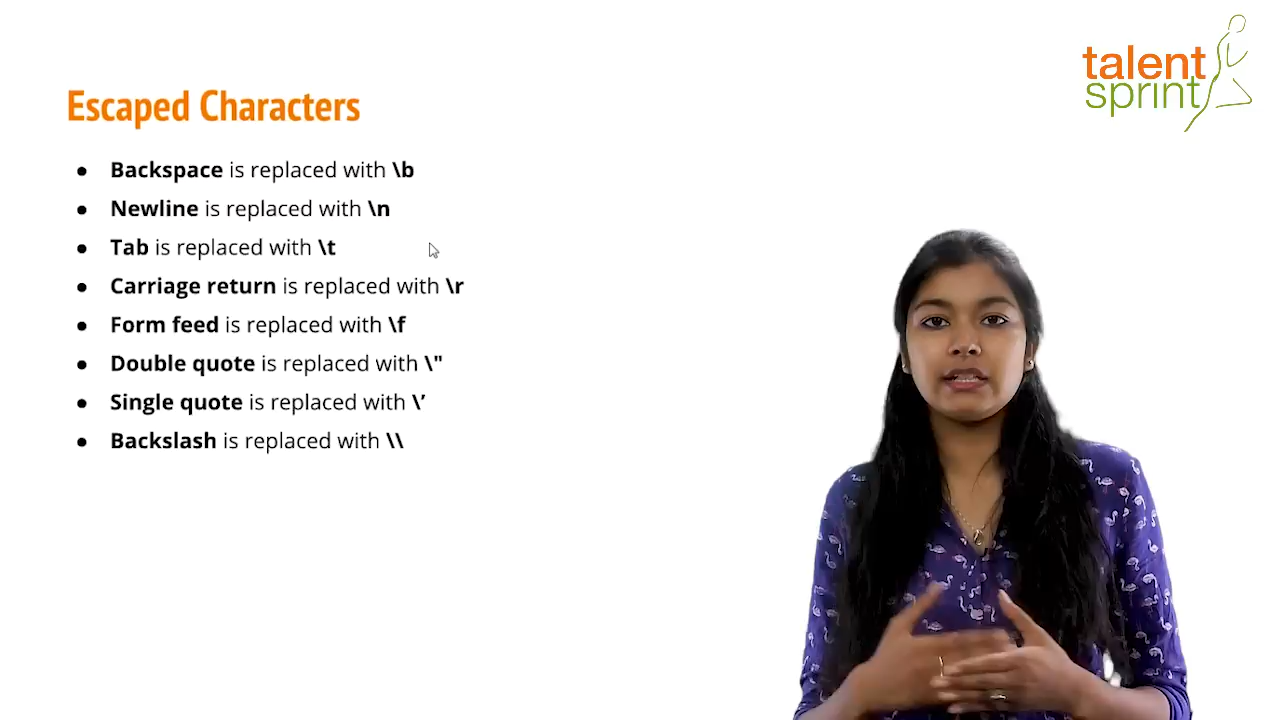 talent
sprint
Escaped Characters
● Backspace is replaced with \b
● Newline is replaced with \n
● Tab is replaced with \t
● Carriage return is replaced with \r
● Form feed is replaced with \f
● Double quote is replaced with \"
● Single quote is replaced with \’
● Backslash is replaced with \\